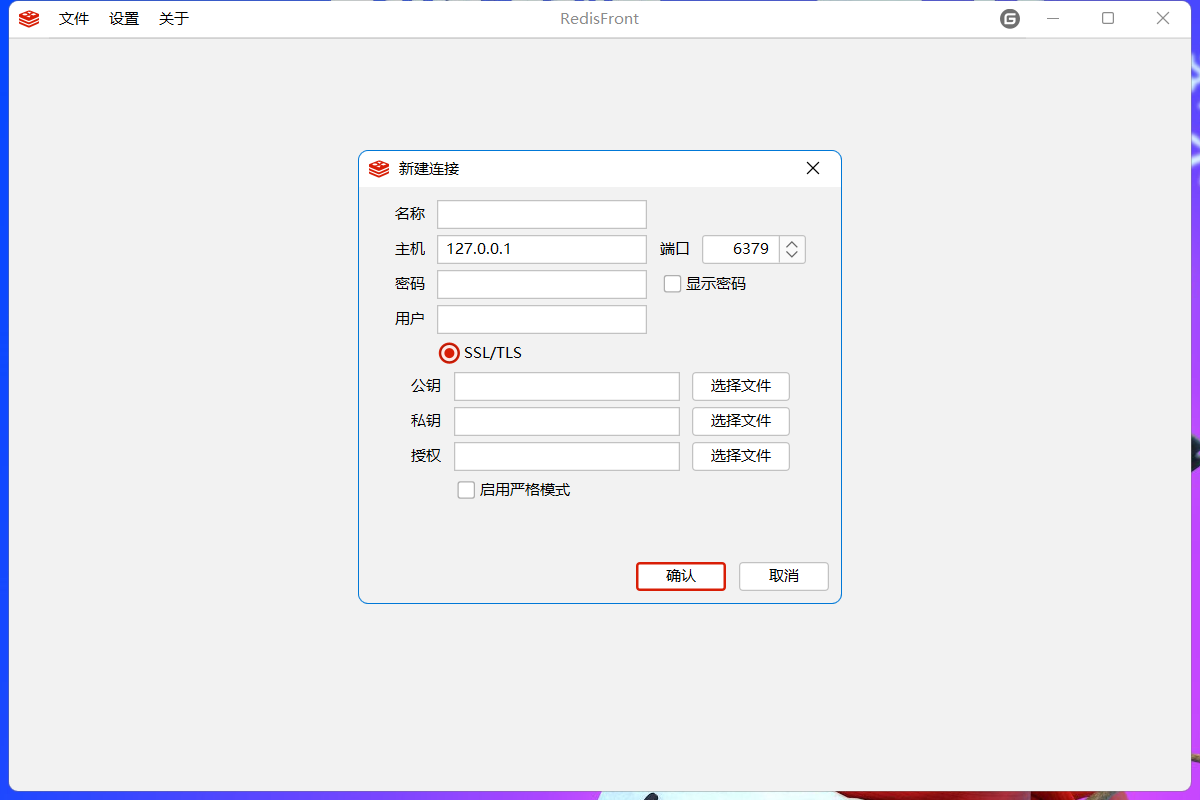 文件 设置 关于 RedisFront G
新建连接
名称
主机 127.0.0.1 端口 6379
密码 显示密码
用户
SSL/TLS
公钥 选择文件
私钥 选择文件
授权 选择文件
启用严格模式
确认 取消